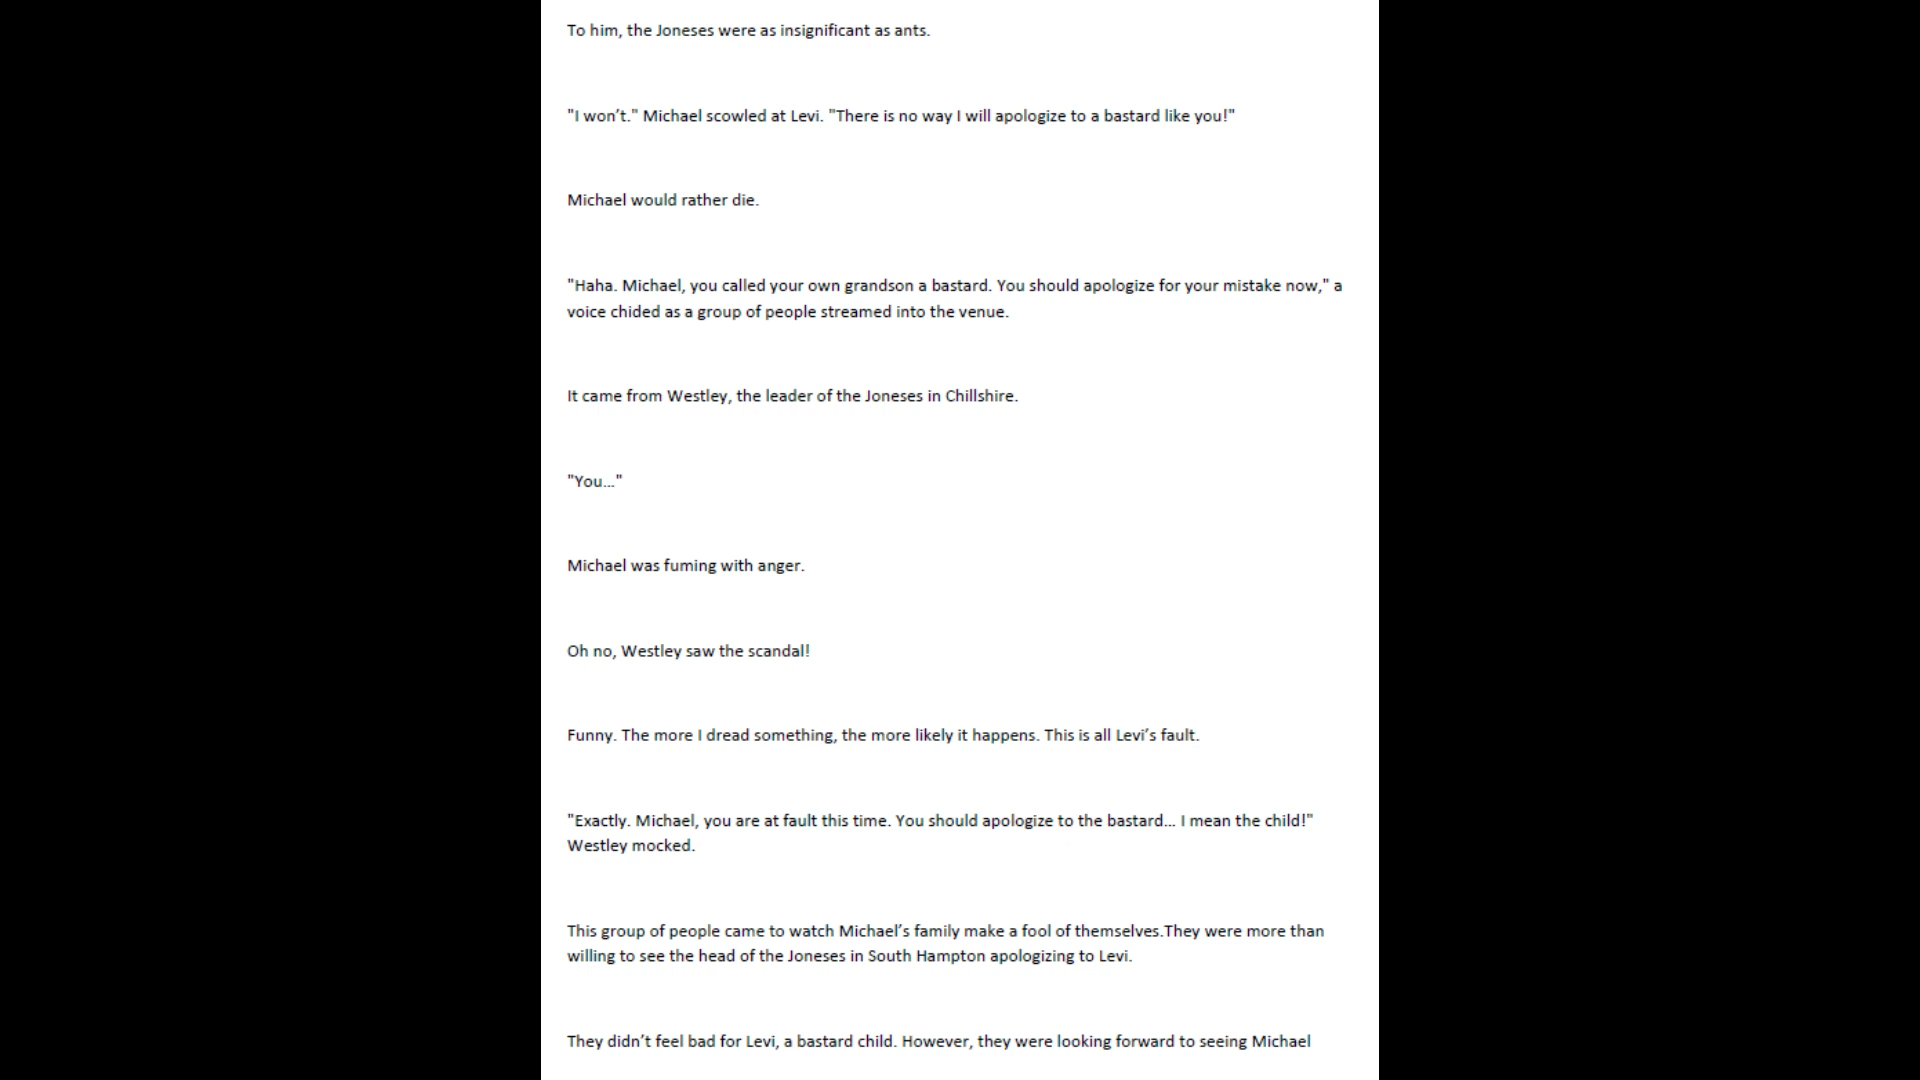 To him, the Joneses were as insignificant as ants.
"I won’t." Michael scowled at Levi. "There is no way I will apologize to a bastard like you!"
Michael would rather die.
"Haha. Michael, you called your own grandson a bastard. You should apologize for your mistake now," a
voice chided as a group of people streamed into the venue.
It came from Westley, the leader of the Joneses in Chillshire.
"You…"
Michael was fuming with anger.
Oh no, Westley saw the scandal!
Funny. The more I dread something, the more likely it happens. This is all Levi’s fault.
"Exactly. Michael, you are at fault this time. You should apologize to the bastard… I mean the child!"
Westley mocked.
This group of people came to watch Michael’s family make a fool of themselves.They were more than
willing to see the head of the Joneses in South Hampton apologizing to Levi.
They didn’t feel bad for Levi, a bastard child. However, they were looking forward to seeing Michael